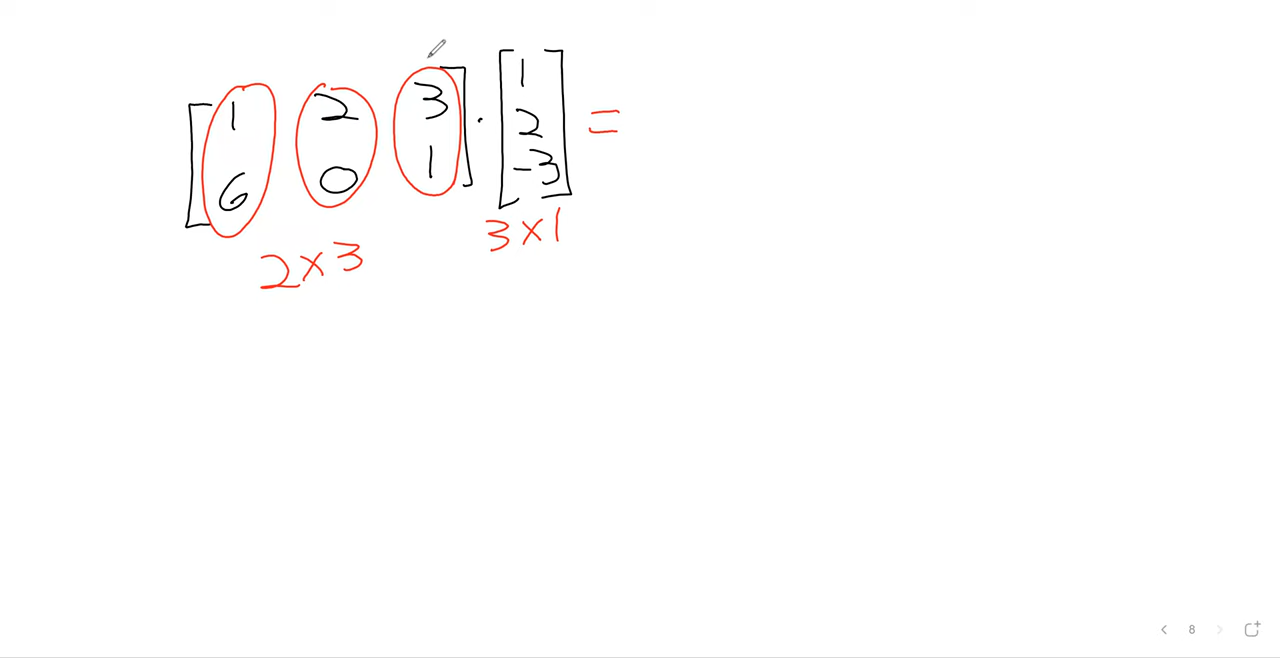 [1 2 3] · [1] =
[6 0 1] [2]
[-3]
2×3 3×1
8